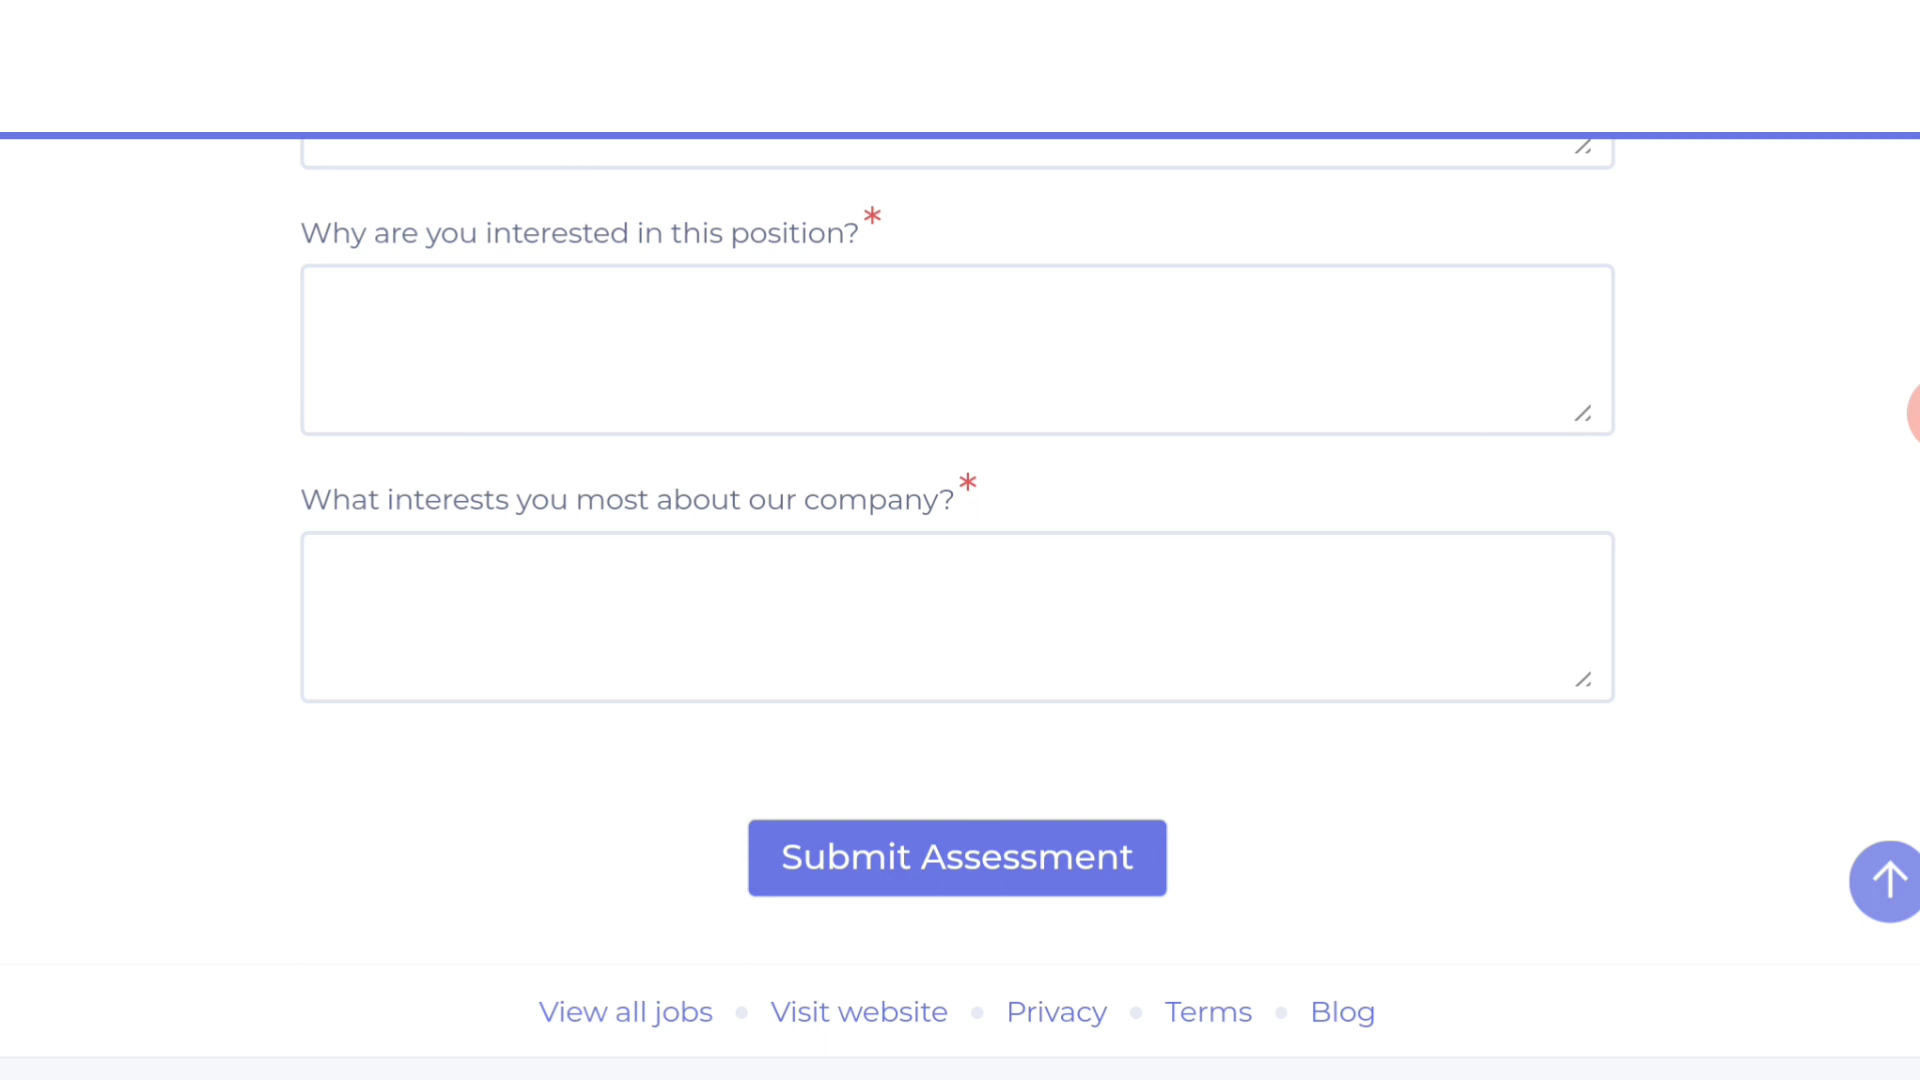 Why are you interested in this position?*
What interests you most about our company?*
Submit Assessment
View all jobs • Visit website • Privacy • Terms • Blog